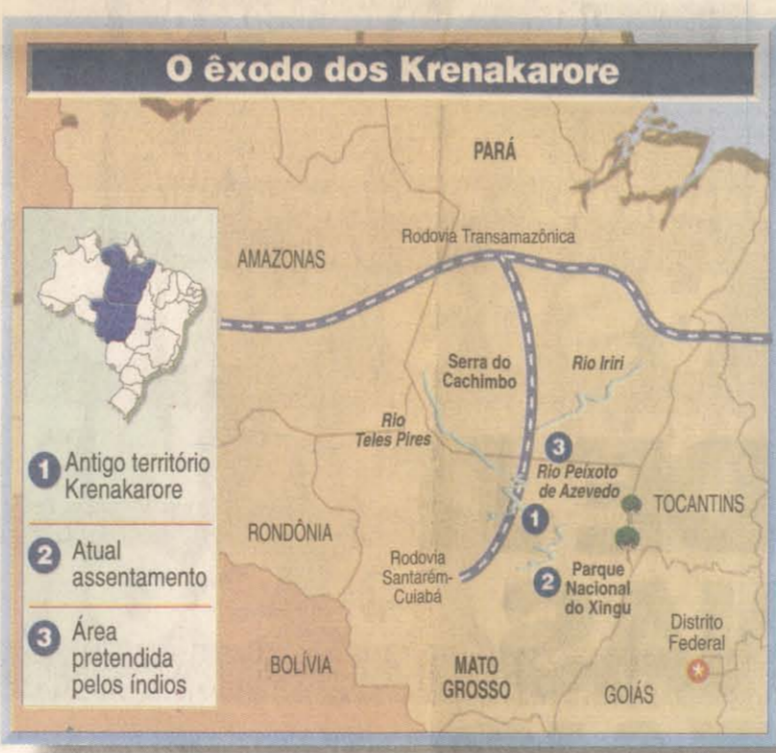 O êxodo dos Krenakarore
PARÁ
Rodovia Transamazônica
AMAZONAS
Serra do
Cachimbo
Rio Iriri
Rio
Teles Pires
3
Rio Peixoto
de Azevedo
TOCANTINS
1
RONDÔNIA
Rodovia
Santarém-
Cuiabá
2
Parque
Nacional
do Xingu
Distrito
Federal
BOLÍVIA
MATO
GROSSO
GOIÁS
1 Antigo território
Krenakarore
2 Atual
assentamento
3 Área
pretendida
pelos índios